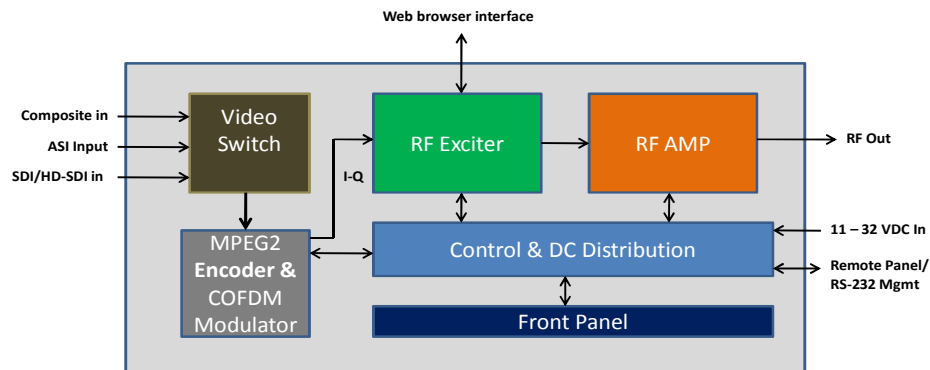 Web browser interface
Composite in
ASI Input
SDI/HD-SDI in
Video
Switch
RF Exciter
RF AMP
RF Out
I-Q
MPEG2
Encoder &
COFDM
Modulator
Control & DC Distribution
11 – 32 VDC In
Remote Panel/
RS-232 Mgmt
Front Panel